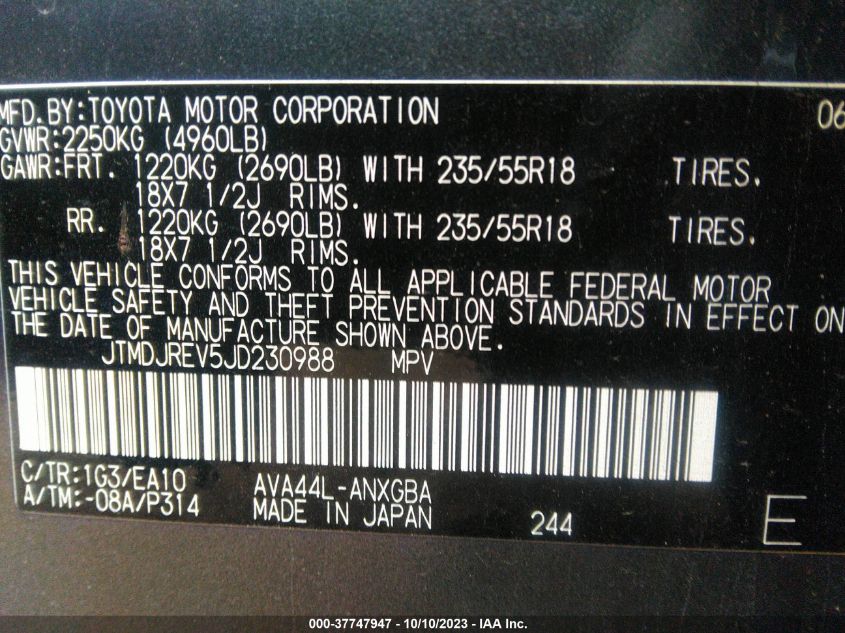 MFD.BY:TOYOTA MOTOR CORPORATION 06
GVWR:2250KG (4960LB)
GAWR:FRT. 1220KG (2690LB) WITH 235/55R18 TIRES.
18X7 1/2J RIMS.
RR. 1220KG (2690LB) WITH 235/55R18 TIRES.
18X7 1/2J RIMS.
THIS VEHICLE CONFORMS TO ALL APPLICABLE FEDERAL MOTOR
VEHICLE SAFETY AND THEFT PREVENTION STANDARDS IN EFFECT ON
THE DATE OF MANUFACTURE SHOWN ABOVE.
JTMDJREV5JD230988 MPV
C/TR:1G3/EA10 AVA44L-ANXGBA
A/TM:-08A/P314 MADE IN JAPAN 244 E
000-37747947 - 10/10/2023 - IAA Inc.